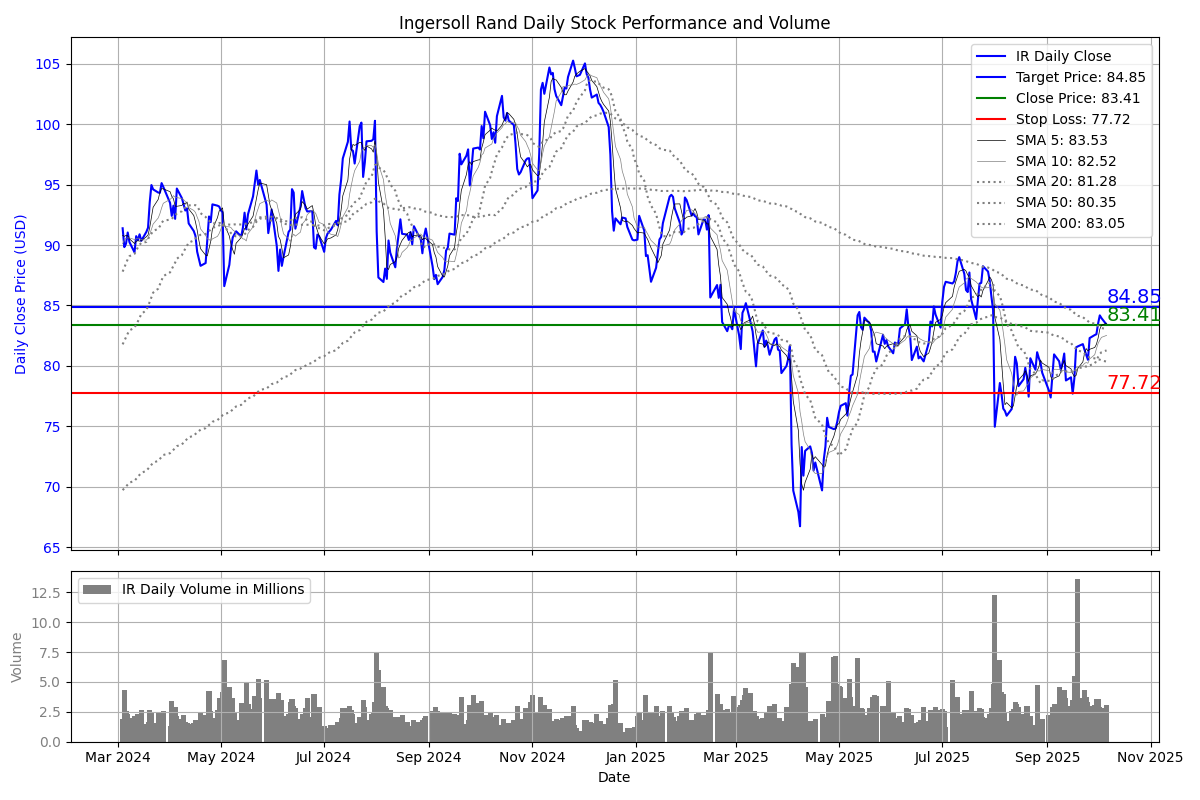 Ingersoll Rand Daily Stock Performance and Volume
Daily Close Price (USD)
105
100
95
90
85
80
75
70
65
IR Daily Close
Target Price: 84.85
Close Price: 83.41
Stop Loss: 77.72
SMA 5: 83.53
SMA 10: 82.52
SMA 20: 81.28
SMA 50: 80.35
SMA 200: 83.05
84.85
83.41
77.72
Volume
12.5
10.0
7.5
5.0
2.5
0.0
IR Daily Volume in Millions
Mar 2024 May 2024 Jul 2024 Sep 2024 Nov 2024 Jan 2025 Mar 2025 May 2025 Jul 2025 Sep 2025 Nov 2025
Date